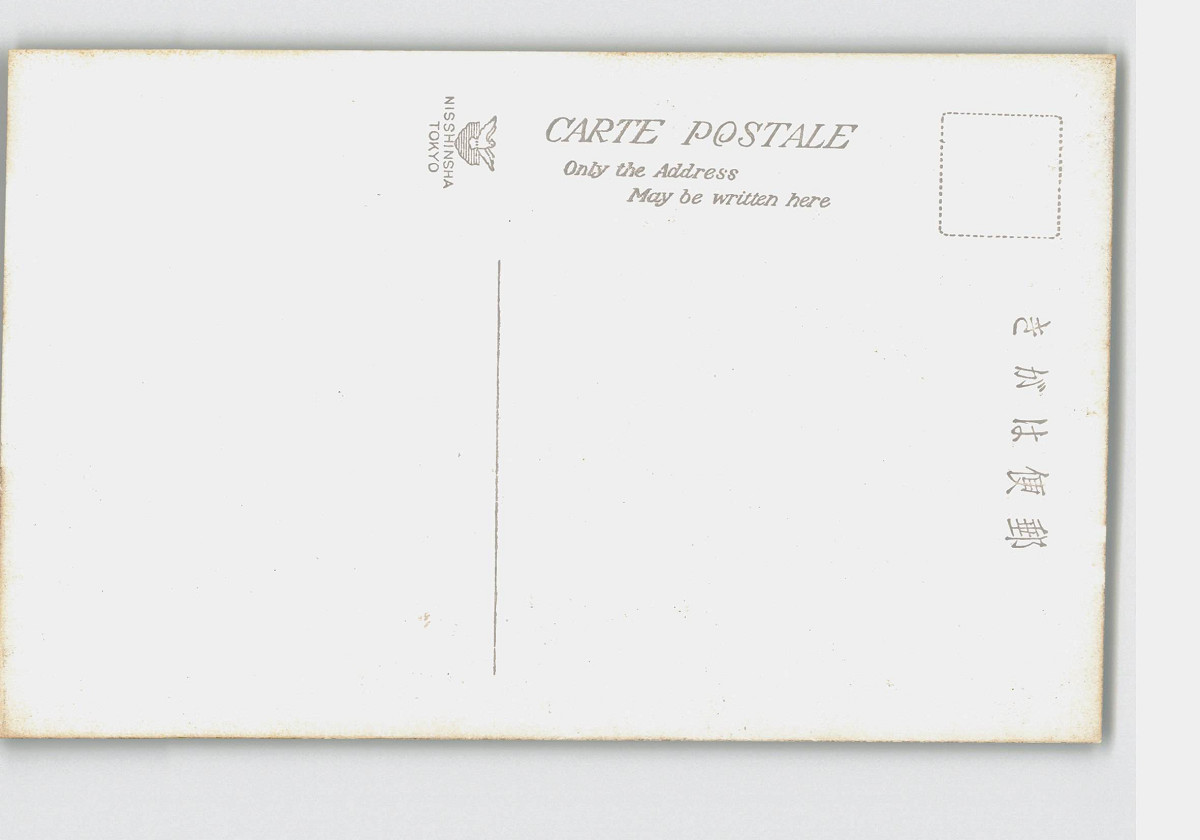 NISSHINSHA
TOKYO
CARTE POSTALE
Only the Address
May be written here
郵便はがき